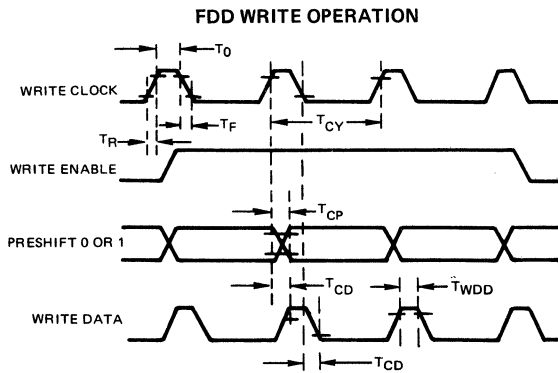 FDD WRITE OPERATION
T0
WRITE CLOCK
TR
TF
TCY
WRITE ENABLE
TCP
PRESHIFT 0 OR 1
TCD
TWDD
WRITE DATA
TCD